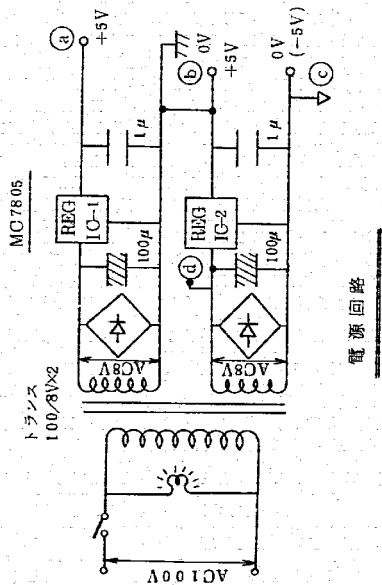 MC7805
トランス
100/8V×2
AC100V
AC8V
100μ
REG
IC-1
1μ
ⓐ
+5V
0V
ⓑ
+5V
AC8V
ⓓ
100μ
REG
IC-2
1μ
0V
(-5V)
ⓒ
電源回路